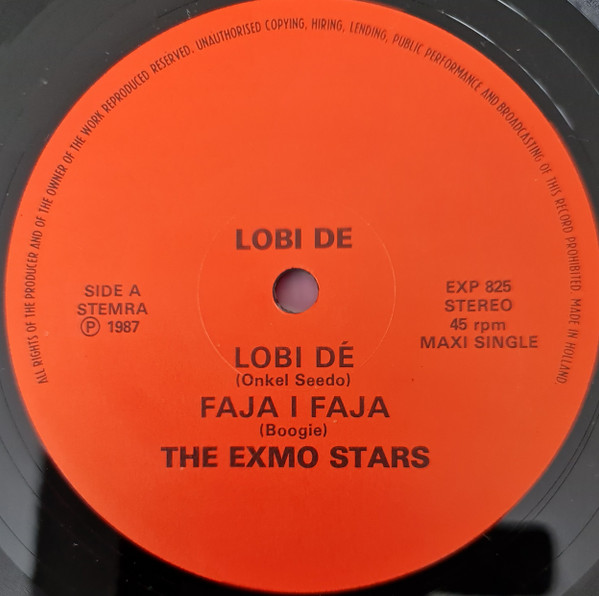 ALL RIGHTS OF THE PRODUCER AND OF THE OWNER OF THE WORK REPRODUCED RESERVED. UNAUTHORISED COPYING, HIRING, LENDING, PUBLIC PERFORMANCE AND BROADCASTING OF THIS RECORD PROHIBITED. MADE IN HOLLAND.
LOBI DE
SIDE A
STEMRA
℗ 1987
EXP 825
STEREO
45 rpm
MAXI SINGLE
LOBI DÉ
(Onkel Seedo)
FAJA I FAJA
(Boogie)
THE EXMO STARS